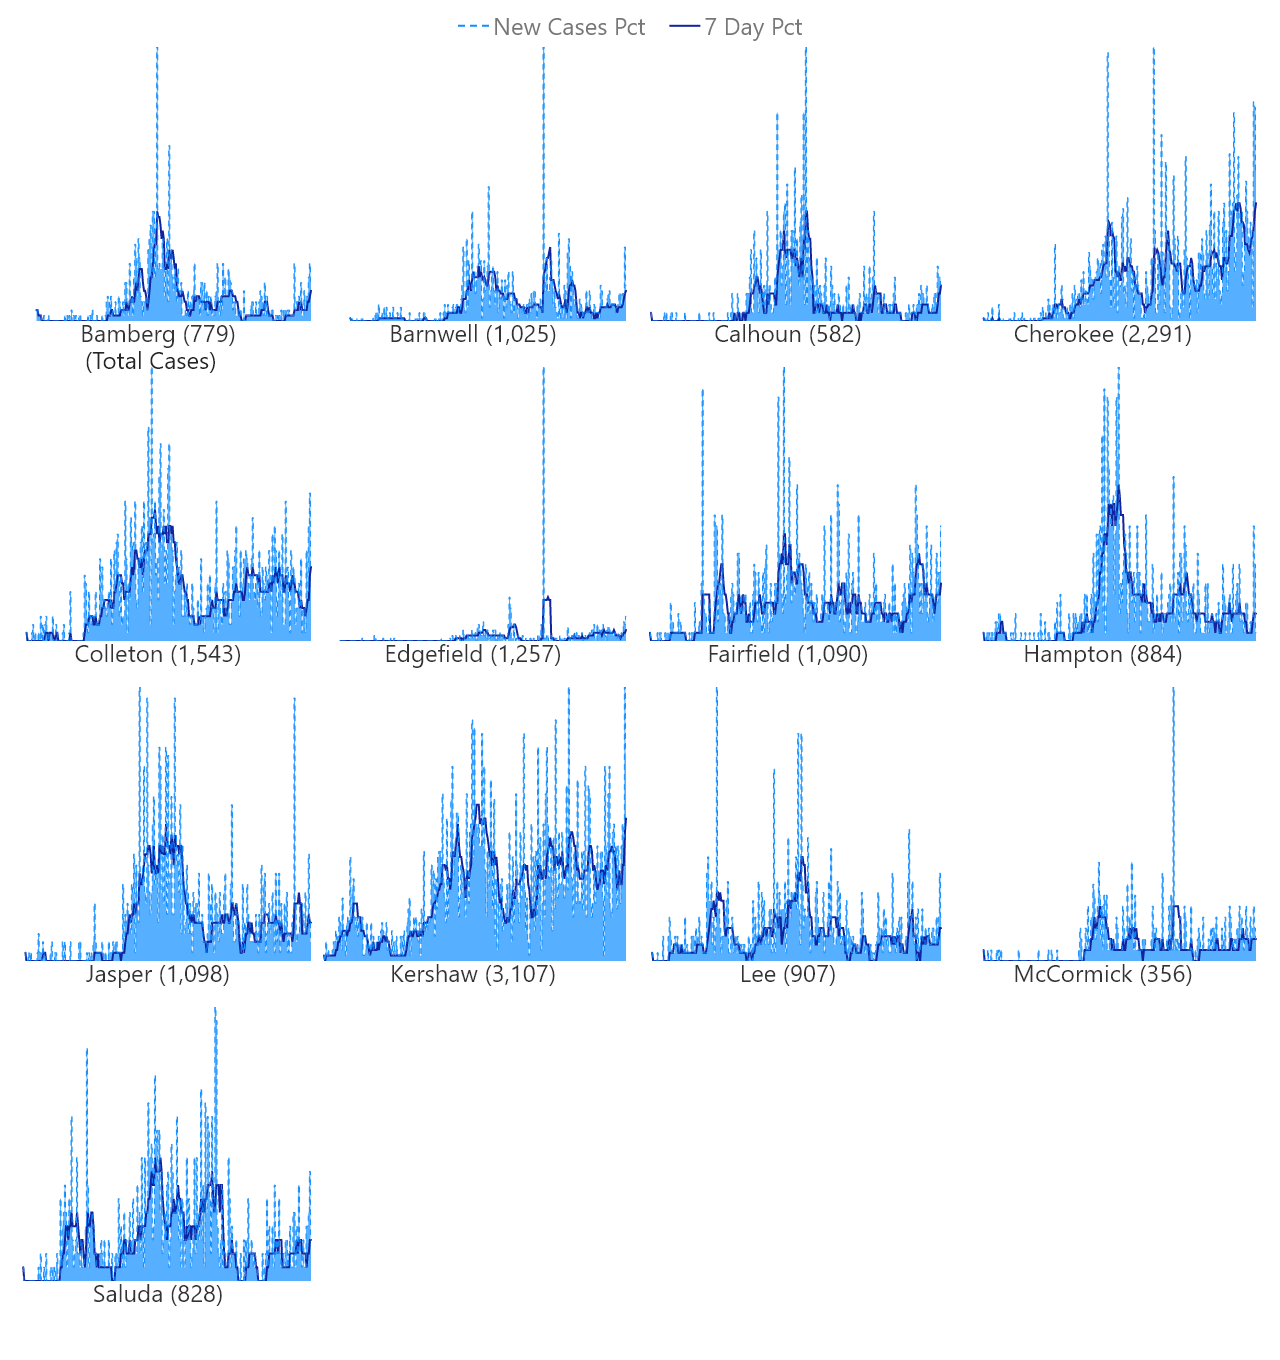 New Cases Pct 7 Day Pct
Bamberg (779) Barnwell (1,025) Calhoun (582) Cherokee (2,291)
(Total Cases)
Colleton (1,543) Edgefield (1,257) Fairfield (1,090) Hampton (884)
Jasper (1,098) Kershaw (3,107) Lee (907) McCormick (356)
Saluda (828)